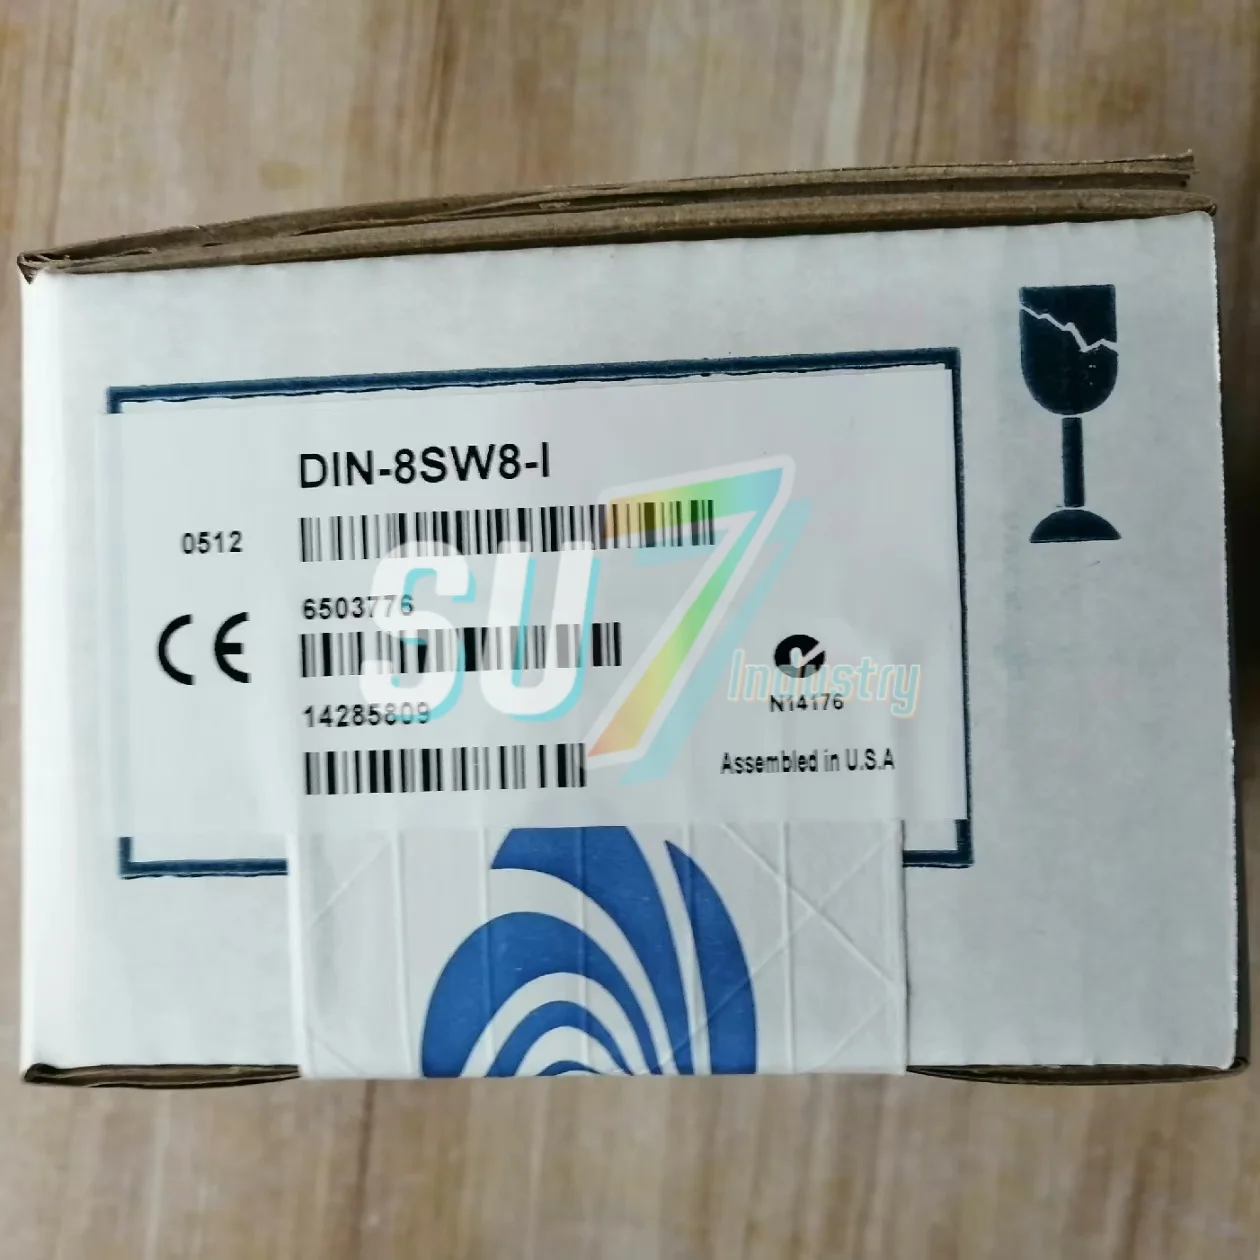 DIN-8SW8-I
0512
6503776
CE
14285809
N14176
Assembled in U.S.A
SU7
Industry